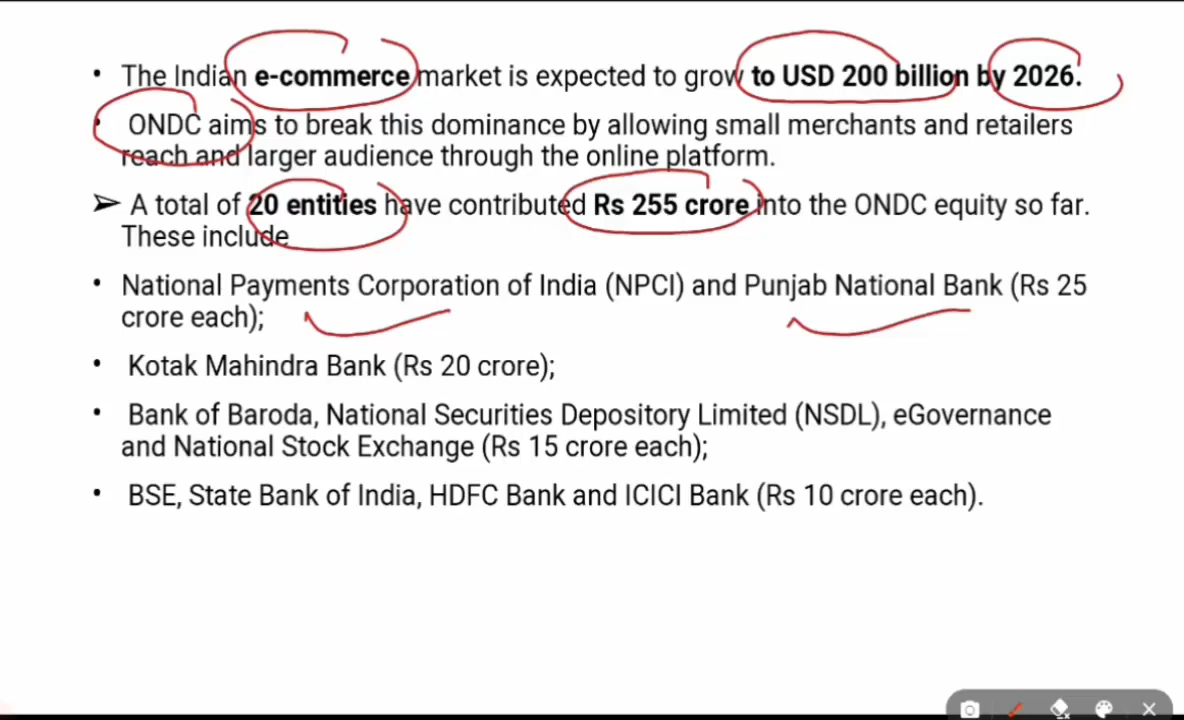 • The Indian e-commerce market is expected to grow to USD 200 billion by 2026.
• ONDC aims to break this dominance by allowing small merchants and retailers
reach and larger audience through the online platform.
➢ A total of 20 entities have contributed Rs 255 crore into the ONDC equity so far.
These include
• National Payments Corporation of India (NPCI) and Punjab National Bank (Rs 25
crore each);
• Kotak Mahindra Bank (Rs 20 crore);
• Bank of Baroda, National Securities Depository Limited (NSDL), eGovernance
and National Stock Exchange (Rs 15 crore each);
• BSE, State Bank of India, HDFC Bank and ICICI Bank (Rs 10 crore each).